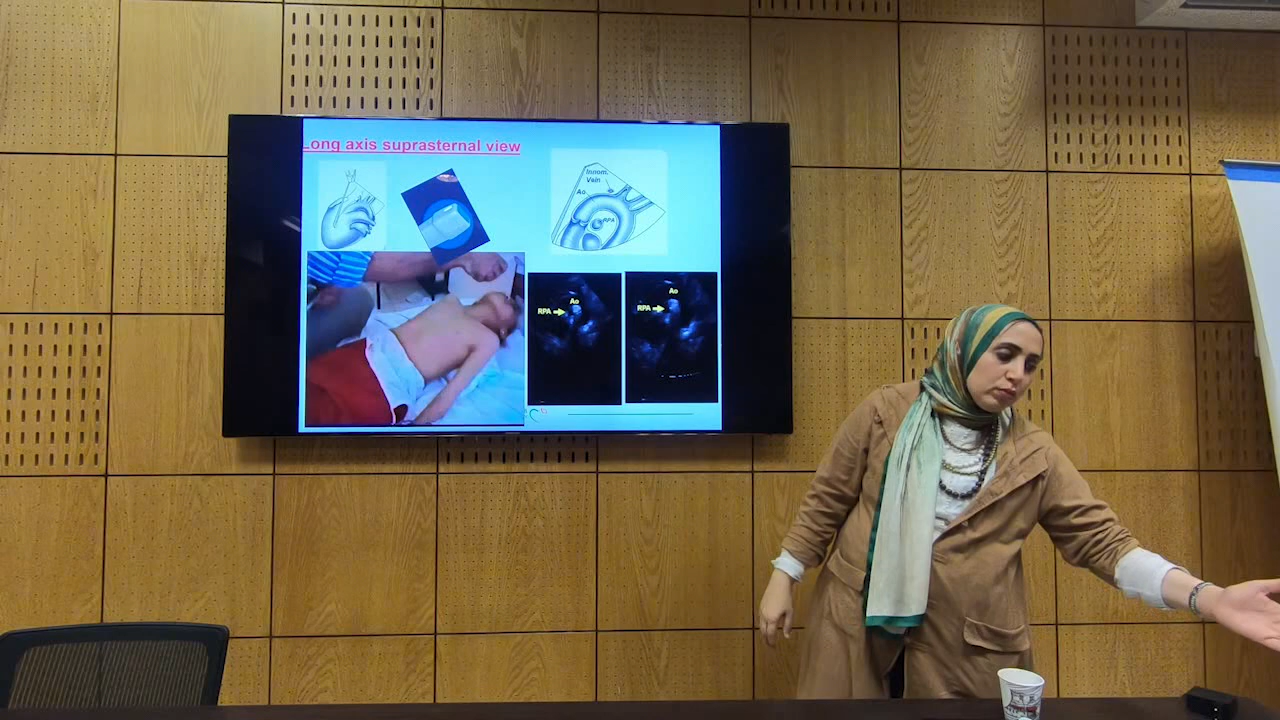 Long axis suprasternal view
Innom.
Vein
Ao.
RPA
Ao
RPA
Ao
RPA